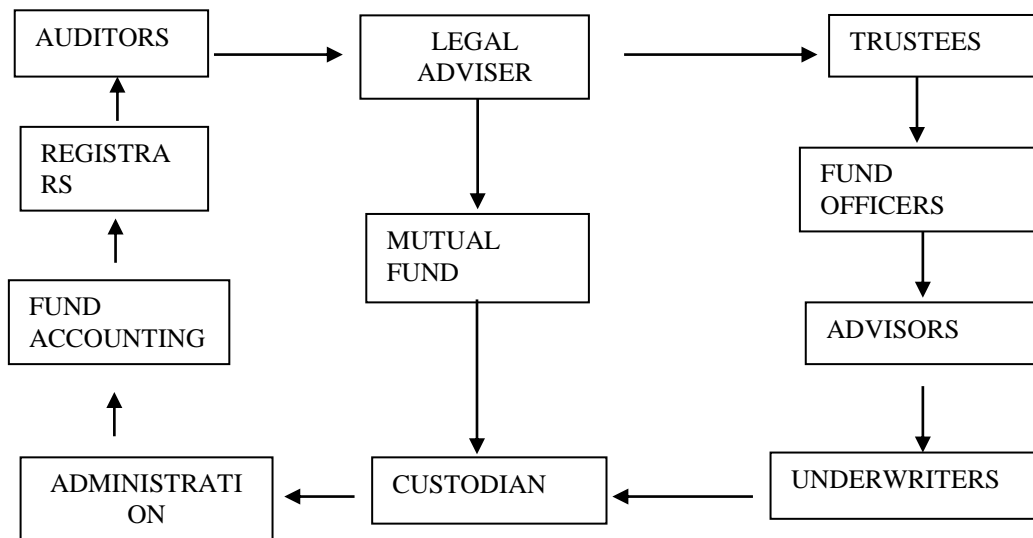 AUDITORS
LEGAL
ADVISER
TRUSTEES
REGISTRA
RS
FUND
OFFICERS
MUTUAL
FUND
FUND
ACCOUNTING
ADVISORS
ADMINISTRATI
ON
CUSTODIAN
UNDERWRITERS